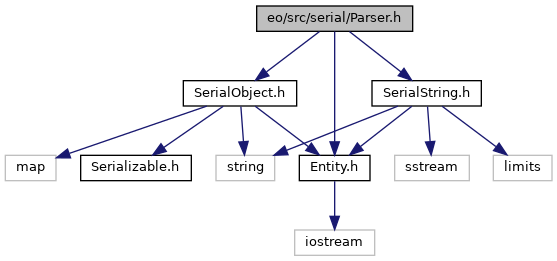 eo/src/serial/Parser.h
SerialObject.h
SerialString.h
map
Serializable.h
string
Entity.h
sstream
limits
iostream